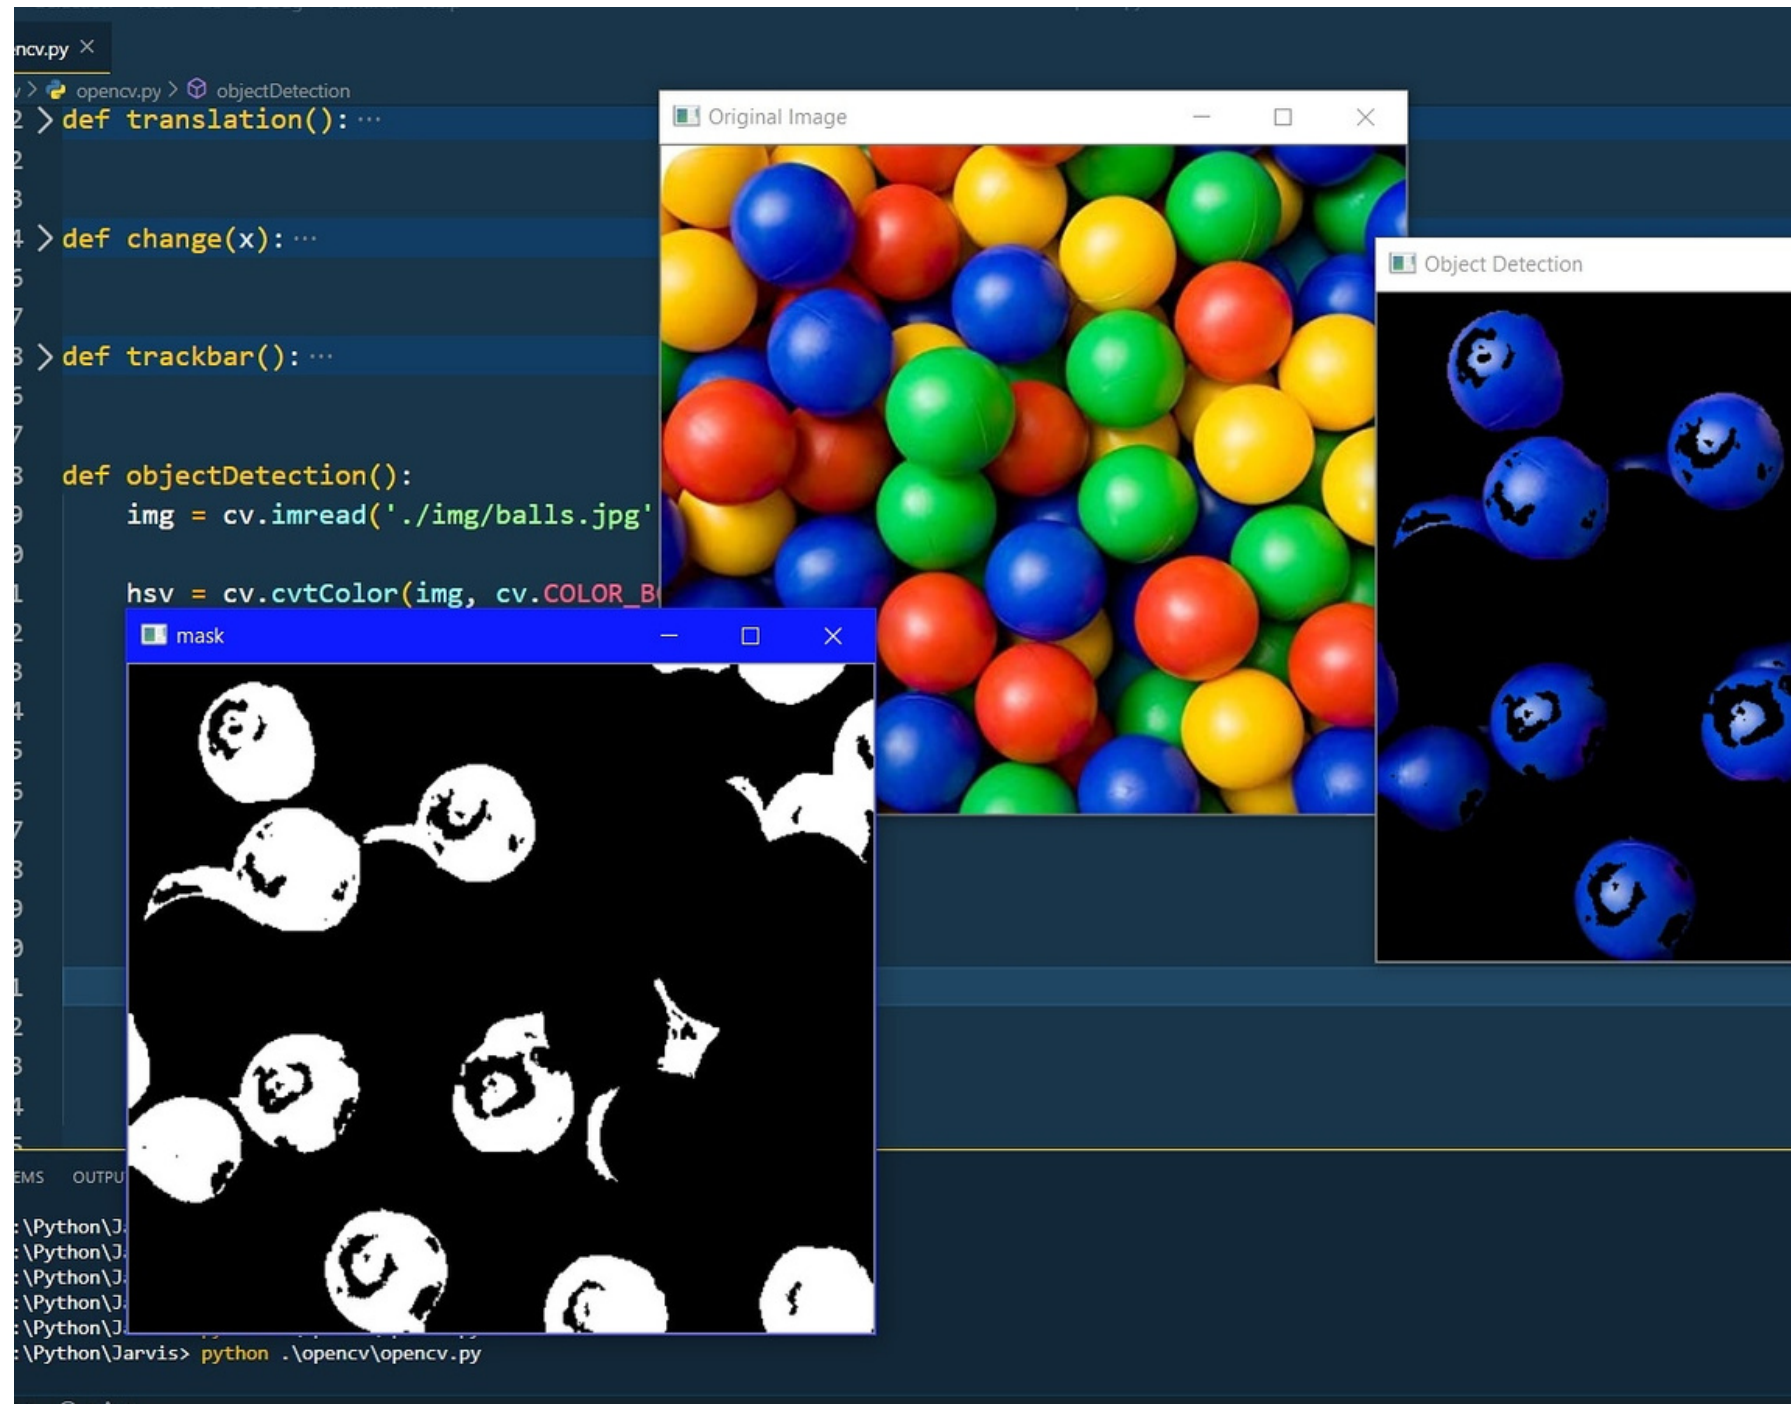 ncv.py
opencv.py > objectDetection
def translation(): ...
def change(x): ...
def trackbar(): ...
def objectDetection():
img = cv.imread('./img/balls.jpg'
hsv = cv.cvtColor(img, cv.COLOR_B
Original Image
Object Detection
mask
EMS OUTPU
:\Python\J
:\Python\J
:\Python\J
:\Python\J
:\Python\J
:\Python\Jarvis> python .\opencv\opencv.py